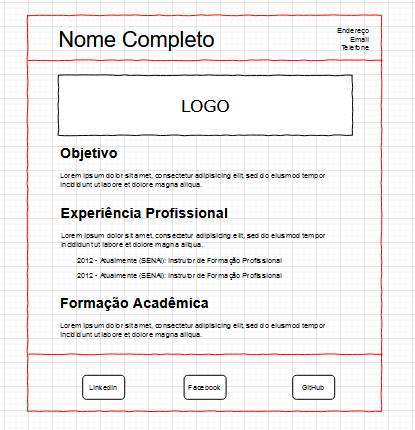 Nome Completo
Endereço
Email
Telefone
LOGO
Objetivo
Lorem ipsum dolor sit amet, consectetur adipisicing elit, sed do eiusmod tempor
incididunt ut labore et dolore magna aliqua.
Experiência Profissional
Lorem ipsum dolor sit amet, consectetur adipisicing elit, sed do eiusmod tempor
incididunt ut labore et dolore magna aliqua.
2012 - Atualmente (SENAI): Instrutor de Formação Profissional
2012 - Atualmente (SENAI): Instrutor de Formação Profissional
Formação Acadêmica
Lorem ipsum dolor sit amet, consectetur adipisicing elit, sed do eiusmod tempor
incididunt ut labore et dolore magna aliqua.
Linkedin
Facebook
GitHub